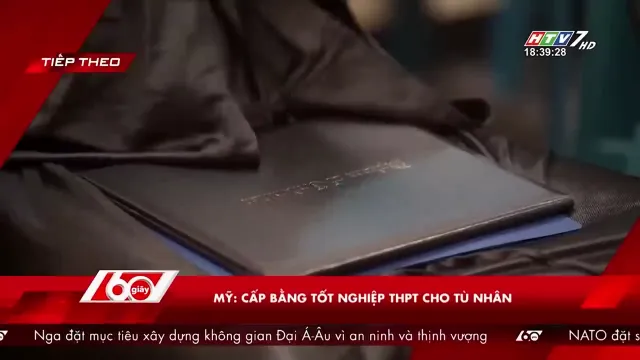 TIẾP THEO
HTV7 HD
18:39:28
60 giây
MỸ: CẤP BẰNG TỐT NGHIỆP THPT CHO TÙ NHÂN
Nga đặt mục tiêu xây dựng không gian Đại Á-Âu vì an ninh và thịnh vượng
60
NATO đặt s